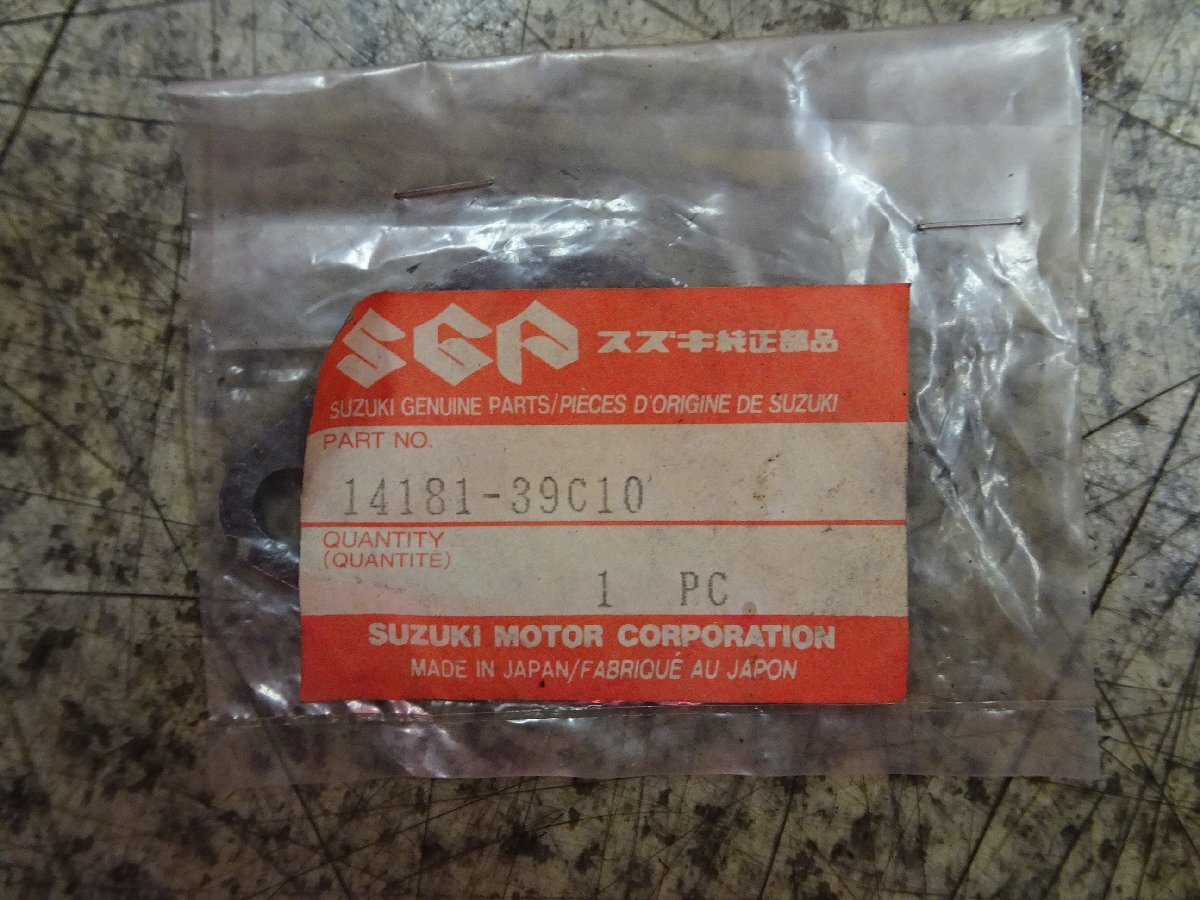 SGP スズキ純正部品
SUZUKI GENUINE PARTS/PIECES D'ORIGINE DE SUZUKI
PART NO.
14181-39C10
QUANTITY
(QUANTITÉ)
1 PC
SUZUKI MOTOR CORPORATION
MADE IN JAPAN/FABRIQUÉ AU JAPON